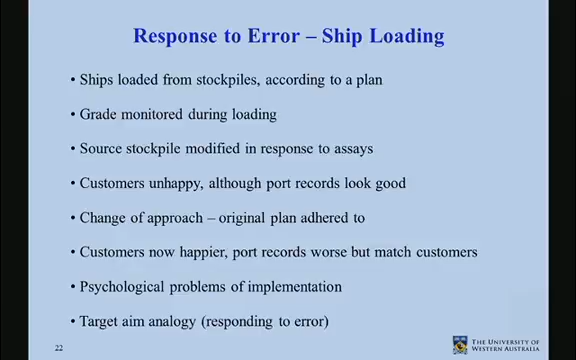 Response to Error – Ship Loading
• Ships loaded from stockpiles, according to a plan
• Grade monitored during loading
• Source stockpile modified in response to assays
• Customers unhappy, although port records look good
• Change of approach – original plan adhered to
• Customers now happier, port records worse but match customers
• Psychological problems of implementation
• Target aim analogy (responding to error)
22
THE UNIVERSITY OF
WESTERN AUSTRALIA